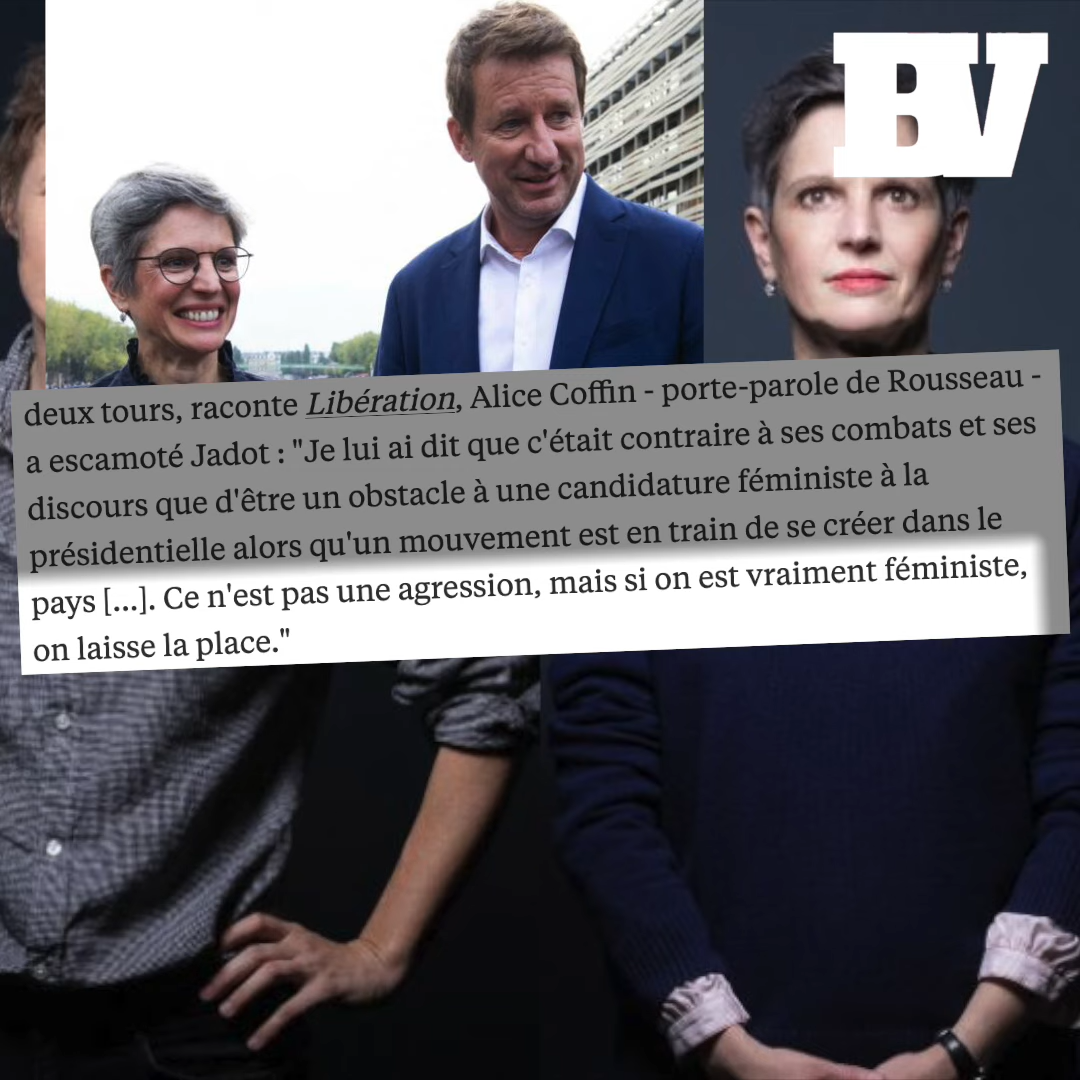 BV
deux tours, raconte Libération, Alice Coffin - porte-parole de Rousseau -
a escamoté Jadot : "Je lui ai dit que c'était contraire à ses combats et ses
discours que d'être un obstacle à une candidature féministe à la
présidentielle alors qu'un mouvement est en train de se créer dans le
pays [...]. Ce n'est pas une agression, mais si on est vraiment féministe,
on laisse la place."